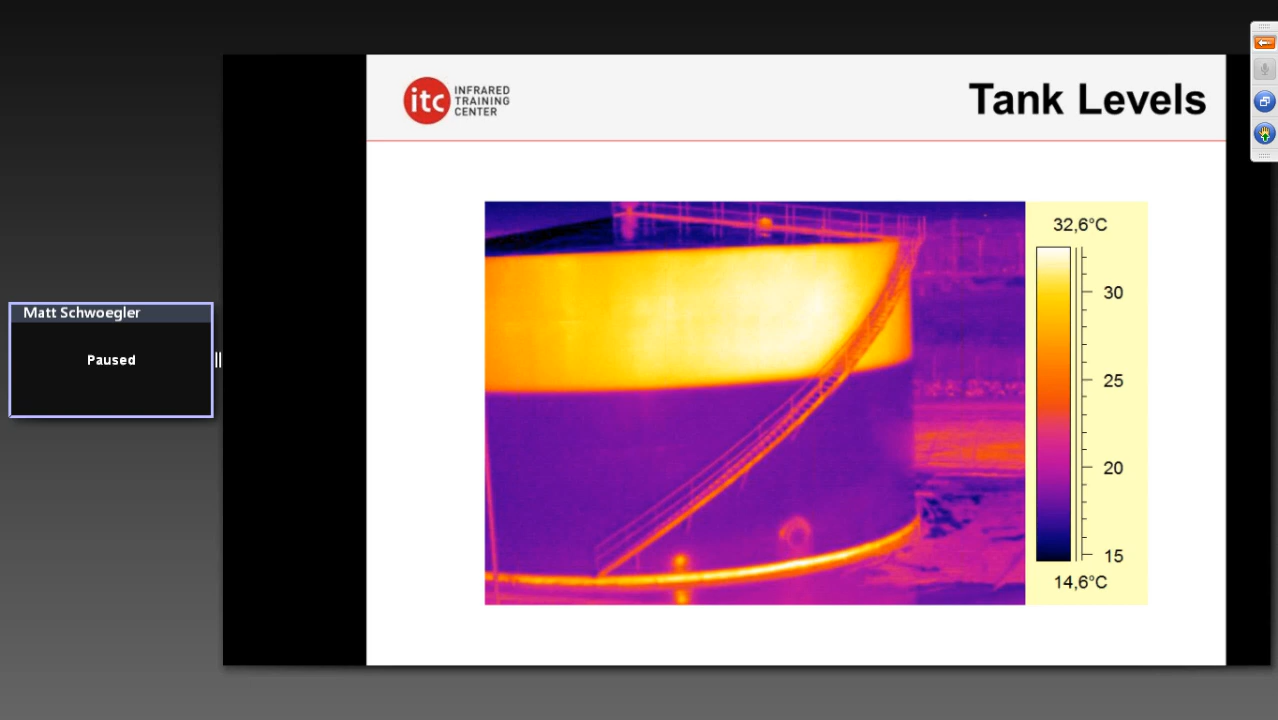 itc INFRARED
TRAINING
CENTER
Tank Levels
Matt Schwoegler
Paused
32,6°C
30
25
20
15
14,6°C